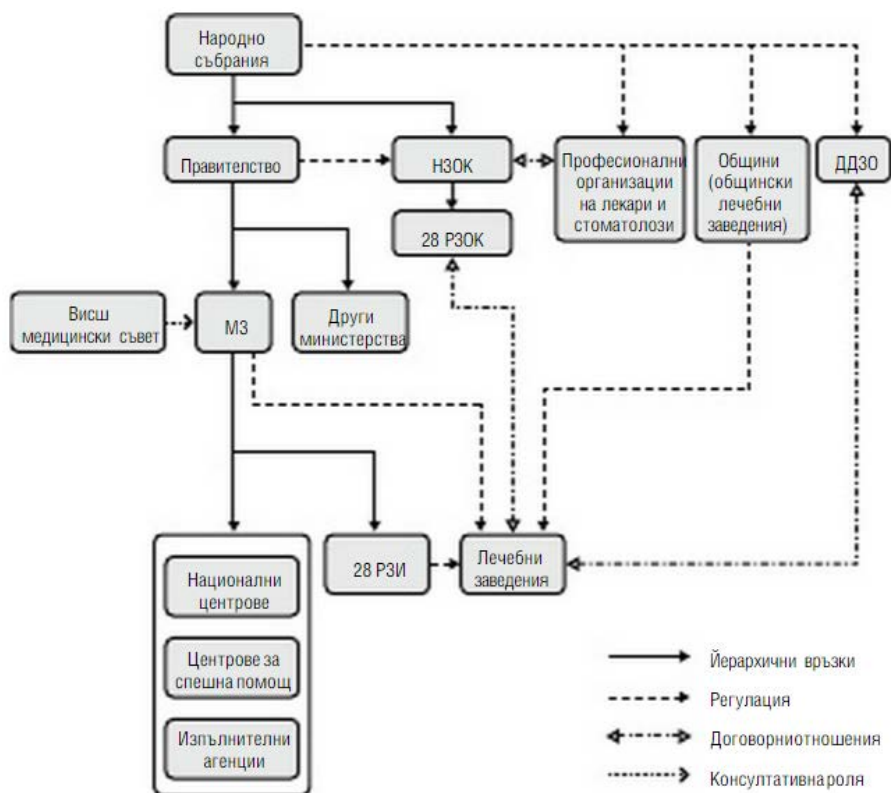 Народно
събрания
Правителство
НЗОК
Професионални
организации
на лекари и
стоматолози
Общини
(общински
лечебни
заведения)
ДДЗО
28 РЗОК
Висш
медицински съвет
МЗ
Други
министерства
28 РЗИ
Лечебни
заведения
Национални
центрове
Центрове за
спешна помощ
Изпълнителни
агенции
Йерархични връзки
Регулация
Договорниотношения
Консултативнароля